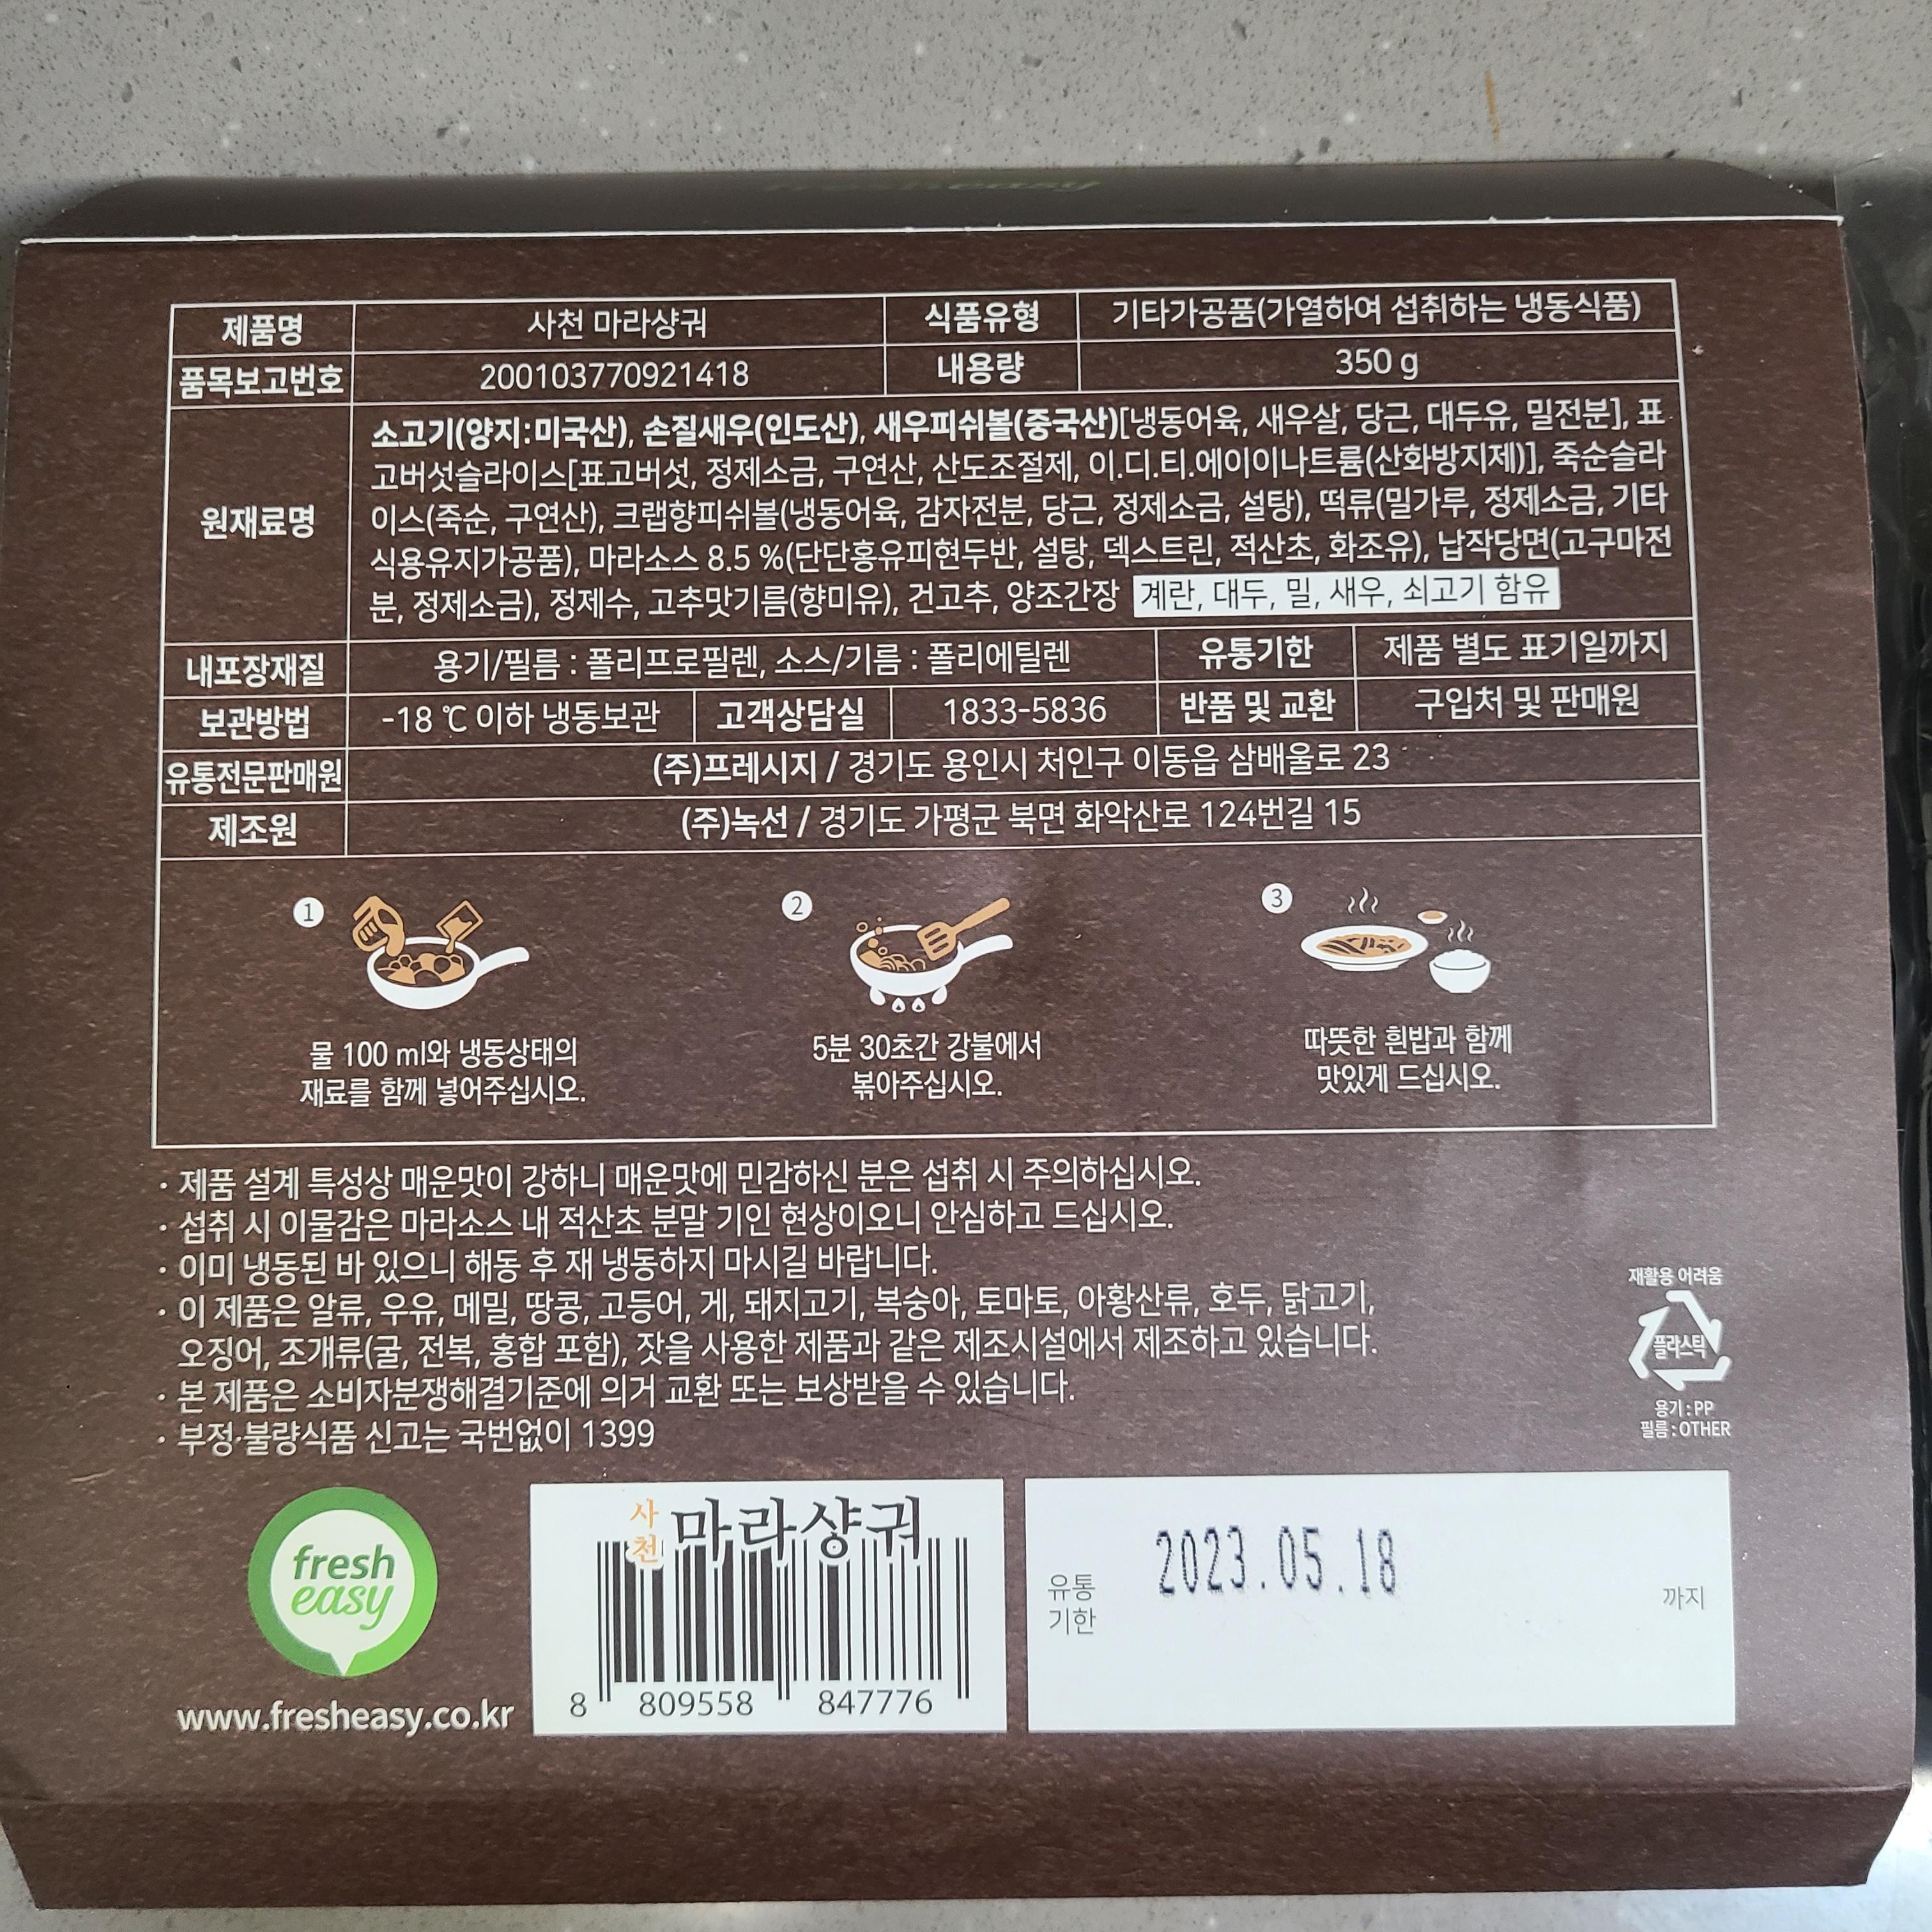 제품명 사천 마라샹궈 식품유형 기타가공품(가열하여 섭취하는 냉동식품)
품목보고번호 200103770921418 내용량 350 g
원재료명
소고기(양지:미국산), 손질새우(인도산), 새우피쉬볼(중국산)[냉동어육, 새우살, 당근, 대두유, 밀전분], 표
고버섯슬라이스[표고버섯, 정제소금, 구연산, 산도조절제, 이.디.티.에이이나트륨(산화방지제)], 죽순슬라
이스(죽순, 구연산), 크랩향피쉬볼(냉동어육, 감자전분, 당근, 정제소금, 설탕), 떡류(밀가루, 정제소금, 기타
식용유지가공품), 마라소스 8.5 %(단단홍유피현두반, 설탕, 덱스트린, 적산초, 화조유), 납작당면(고구마전
분, 정제소금), 정제수, 고추맛기름(향미유), 건고추, 양조간장 계란, 대두, 밀, 새우, 쇠고기 함유
내포장재질 용기/필름 : 폴리프로필렌, 소스/기름 : 폴리에틸렌 유통기한 제품 별도 표기일까지
보관방법 -18 ℃ 이하 냉동보관 고객상담실 1833-5836 반품 및 교환 구입처 및 판매원
유통전문판매원 (주)프레시지 / 경기도 용인시 처인구 이동읍 삼배울로 23
제조원 (주)녹선 / 경기도 가평군 북면 화악산로 124번길 15
1
물 100 ml와 냉동상태의
재료를 함께 넣어주십시오.
2
5분 30초간 강불에서
볶아주십시오.
3
따뜻한 흰밥과 함께
맛있게 드십시오.
· 제품 설계 특성상 매운맛이 강하니 매운맛에 민감하신 분은 섭취 시 주의하십시오.
· 섭취 시 이물감은 마라소스 내 적산초 분말 기인 현상이오니 안심하고 드십시오.
· 이미 냉동된 바 있으니 해동 후 재 냉동하지 마시길 바랍니다.
· 이 제품은 알류, 우유, 메밀, 땅콩, 고등어, 게, 돼지고기, 복숭아, 토마토, 아황산류, 호두, 닭고기,
오징어, 조개류(굴, 전복, 홍합 포함), 잣을 사용한 제품과 같은 제조시설에서 제조하고 있습니다.
· 본 제품은 소비자분쟁해결기준에 의거 교환 또는 보상받을 수 있습니다.
· 부정·불량식품 신고는 국번없이 1399
재활용 어려움
플라스틱
용기:PP
필름:OTHER
fresh
easy
www.fresheasy.co.kr
사천 마라샹궈
8 809558 847776
유통
기한
2023.05.18
까지